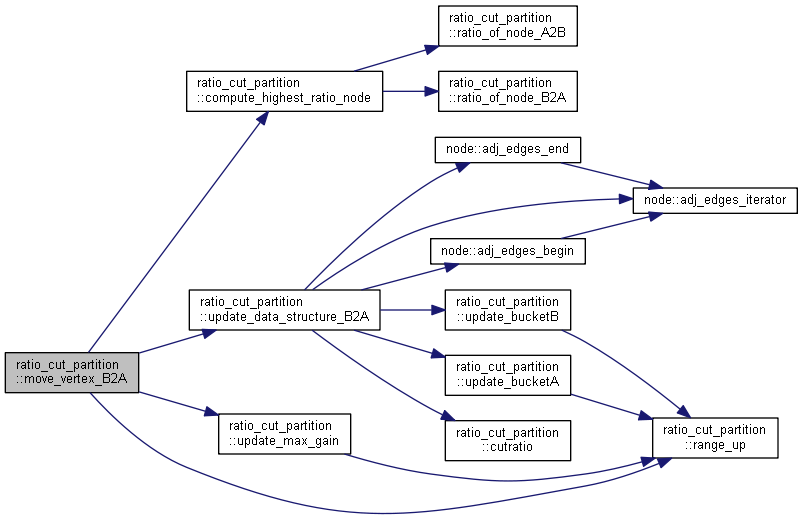 ratio_cut_partition
::ratio_of_node_A2B
ratio_cut_partition
::compute_highest_ratio_node
ratio_cut_partition
::ratio_of_node_B2A
node::adj_edges_end
node::adj_edges_iterator
node::adj_edges_begin
ratio_cut_partition
::update_data_structure_B2A
ratio_cut_partition
::update_bucketB
ratio_cut_partition
::move_vertex_B2A
ratio_cut_partition
::update_bucketA
ratio_cut_partition
::update_max_gain
ratio_cut_partition
::cutratio
ratio_cut_partition
::range_up